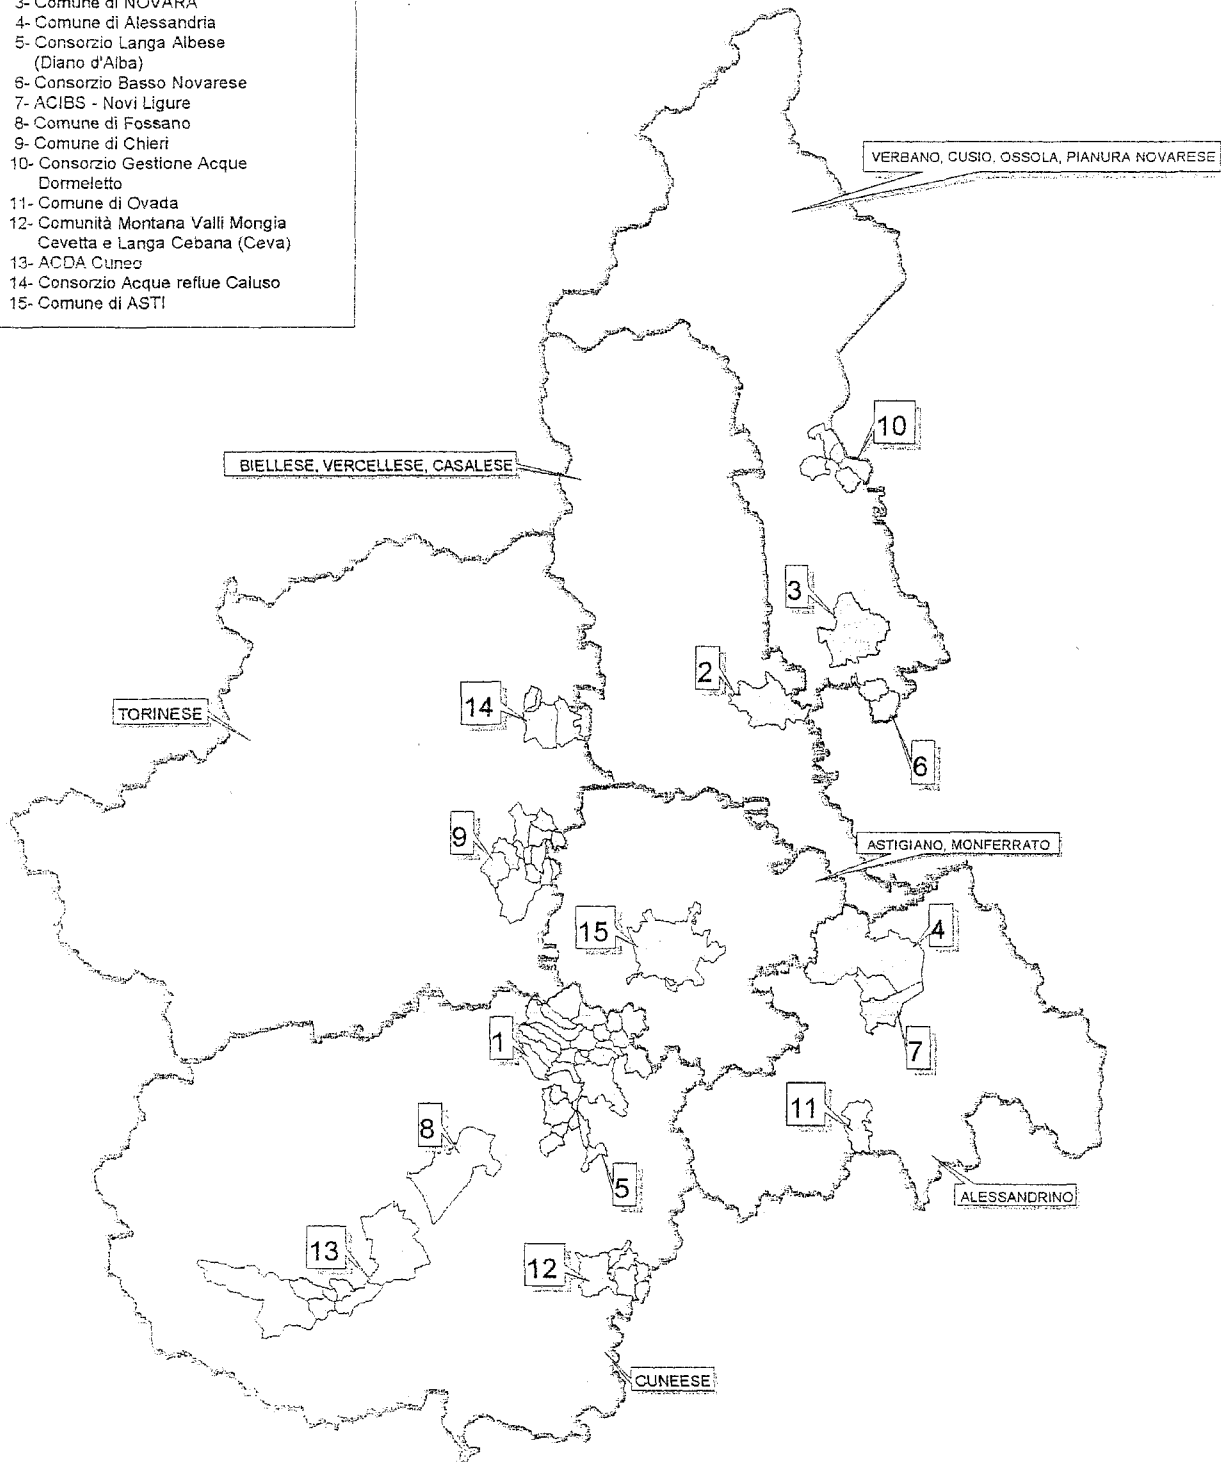 3- Comune di NOVARA
4- Comune di Alessandria
5- Consorzio Langa Albese
(Diano d'Alba)
6- Consorzio Basso Novarese
7- ACIBS - Novi Ligure
8- Comune di Fossano
9- Comune di Chieri
10- Consorzio Gestione Acque
Dormeletto
11- Comune di Ovada
12- Comunità Montana Valli Mongia
Cevetta e Langa Cebana (Ceva)
13- ACDA Cuneo
14- Consorzio Acque reflue Caluso
15- Comune di ASTI
VERBANO, CUSIO, OSSOLA, PIANURA NOVARESE
10
BIELLESE, VERCELLESE, CASALESE
3
2
14
TORINESE
6
9
ASTIGIANO, MONFERRATO
15
4
1
7
11
8
5
ALESSANDRINO
13
12
CUNEESE